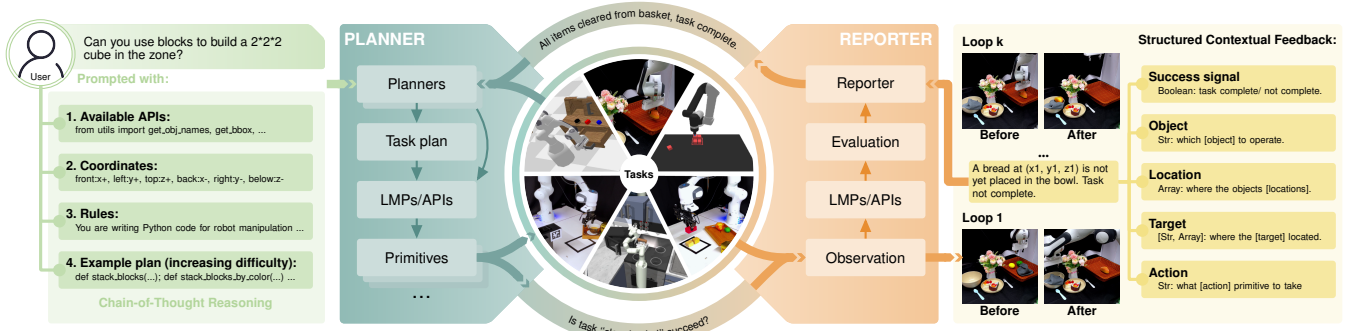 Can you use blocks to build a 2*2*2
cube in the zone?
User
Prompted with:
1. Available APIs:
from utils import get_obj_names, get_bbox, ...
2. Coordinates:
front:x+, left:y+, top:z+, back:x-, right:y-, below:z-
3. Rules:
You are writing Python code for robot manipulation ...
4. Example plan (increasing difficulty):
def stack_blocks(...); def stack_blocks_by_color(...) ...
Chain-of-Thought Reasoning
PLANNER
Planners
Task plan
LMPs/APIs
Primitives
...
All items cleared from basket, task complete.
Tasks
Is task
succeed?
REPORTER
Reporter
Evaluation
LMPs/APIs
Observation
Loop k
Before After
...
A bread at (x1, y1, z1) is not
yet placed in the bowl. Task
not complete.
Loop 1
Before After
Structured Contextual Feedback:
Success signal
Boolean: task complete/ not complete.
Object
Str: which [object] to operate.
Location
Array: where the objects [locations].
Target
[Str, Array]: where the [target] located.
Action
Str: what [action] primitive to take